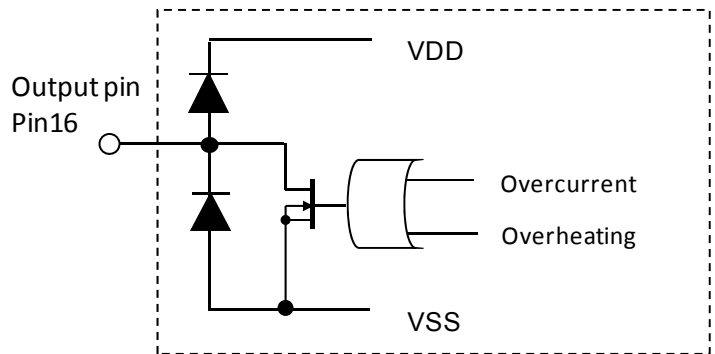 VDD
Output pin
Pin16
Overcurrent
Overheating
VSS